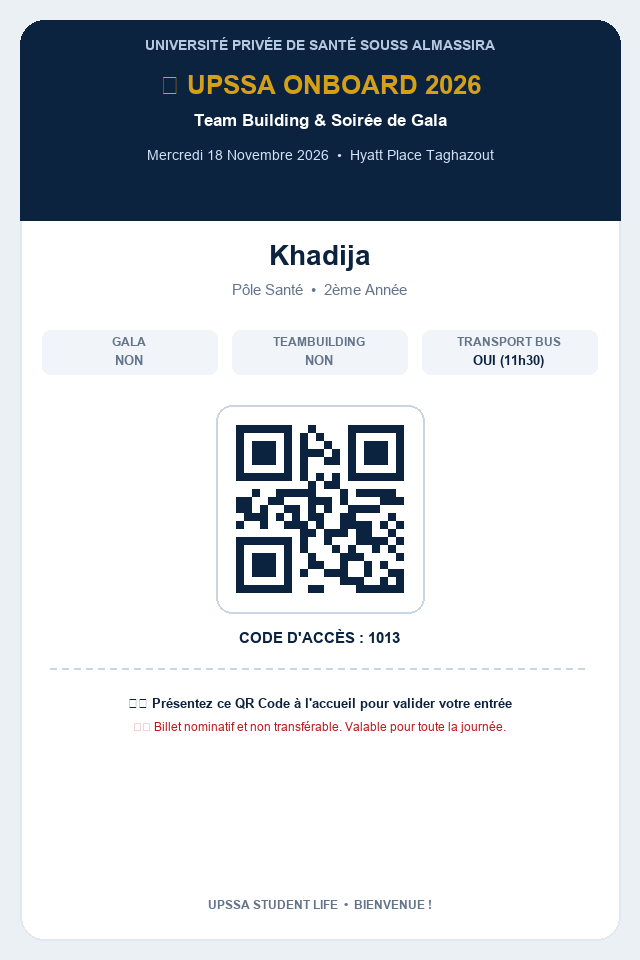 UNIVERSITÉ PRIVÉE DE SANTÉ SOUSS ALMASSIRA
UPSSA ONBOARD 2026
Team Building & Soirée de Gala
Mercredi 18 Novembre 2026 • Hyatt Place Taghazout
Khadija
Pôle Santé • 2ème Année
GALA
NON
TEAMBUILDING
NON
TRANSPORT BUS
OUI (11h30)
CODE D'ACCÈS : 1013
Présentez ce QR Code à l'accueil pour valider votre entrée
Billet nominatif et non transférable. Valable pour toute la journée.
UPSSA STUDENT LIFE • BIENVENUE !